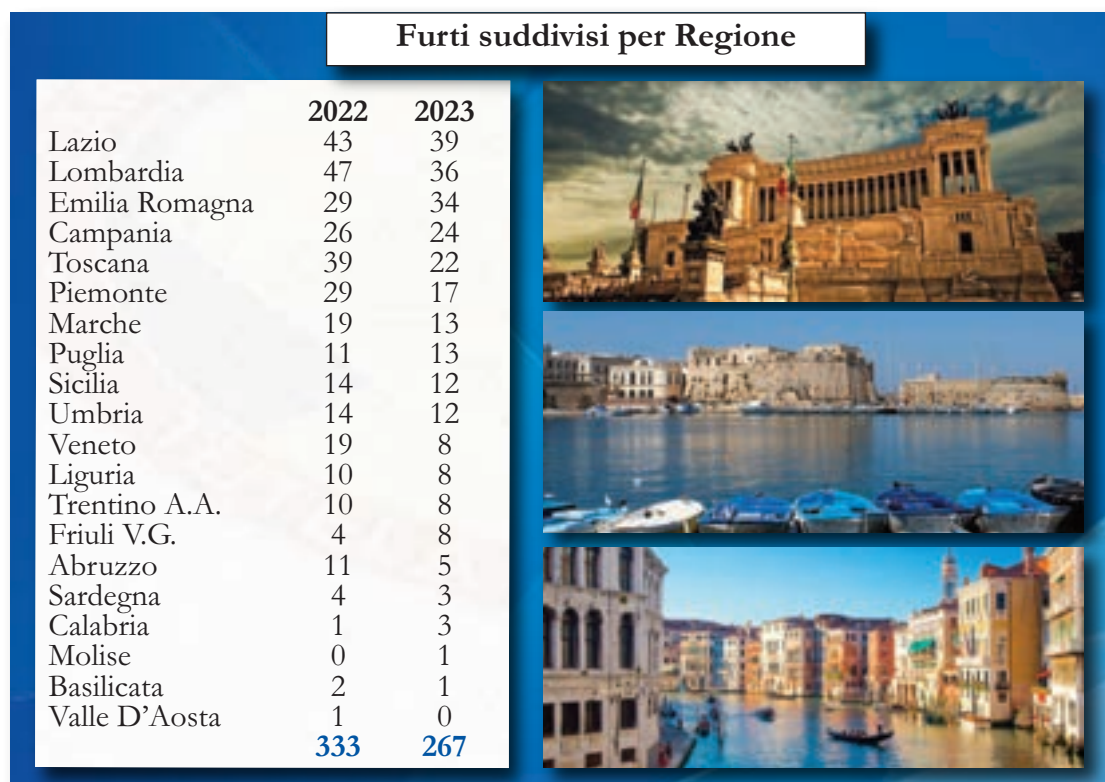 Furti suddivisi per Regione
2022 2023
Lazio 43 39
Lombardia 47 36
Emilia Romagna 29 34
Campania 26 24
Toscana 39 22
Piemonte 29 17
Marche 19 13
Puglia 11 13
Sicilia 14 12
Umbria 14 12
Veneto 19 8
Liguria 10 8
Trentino A.A. 10 8
Friuli V.G. 4 8
Abruzzo 11 5
Sardegna 4 3
Calabria 1 3
Molise 0 1
Basilicata 2 1
Valle D’Aosta 1 0
333 267